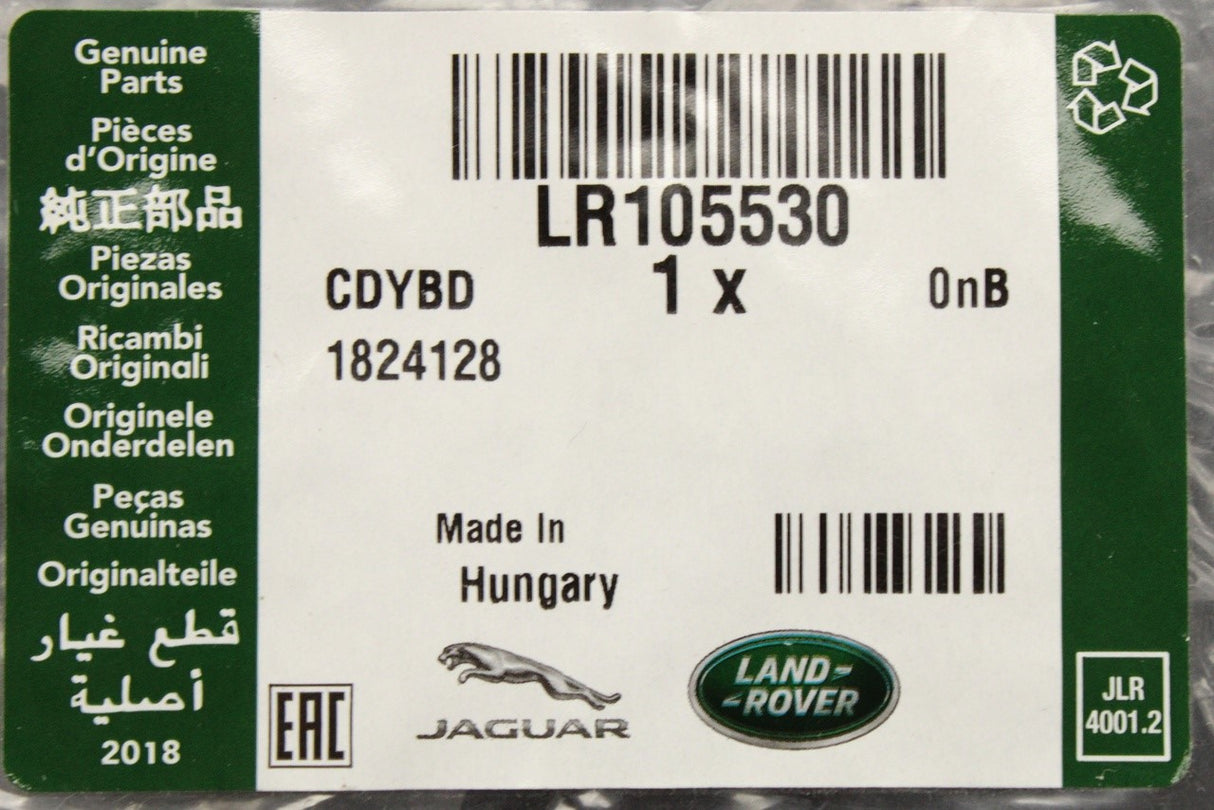 Genuine
Parts
Pièces
d'Origine
純正部品
Piezas
Originales
Ricambi
Originali
Originele
Onderdelen
Peças
Genuinas
Originalteile
قطع غيار
أصلية
2018
LR105530
CDYBD
1 x
0nB
1824128
Made In
Hungary
EAC
JAGUAR
LAND-
-ROVER
JLR
4001.2